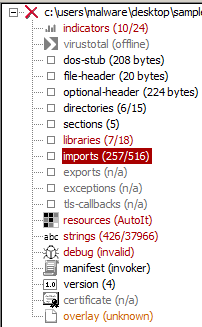 c:\users\malware\desktop\sample
indicators (10/24)
virustotal (offline)
dos-stub (208 bytes)
file-header (20 bytes)
optional-header (224 bytes)
directories (6/15)
sections (5)
libraries (7/18)
imports (257/516)
exports (n/a)
exceptions (n/a)
tls-callbacks (n/a)
resources (AutoIt)
abc strings (426/37966)
debug (invalid)
manifest (invoker)
1.0 version (4)
certificate (n/a)
overlay (unknown)